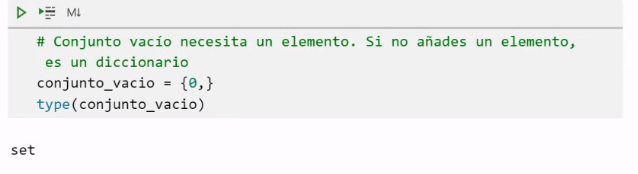 M↓
# Conjunto vacío necesita un elemento. Si no añades un elemento,
es un diccionario
conjunto_vacio = {0,}
type(conjunto_vacio)
set